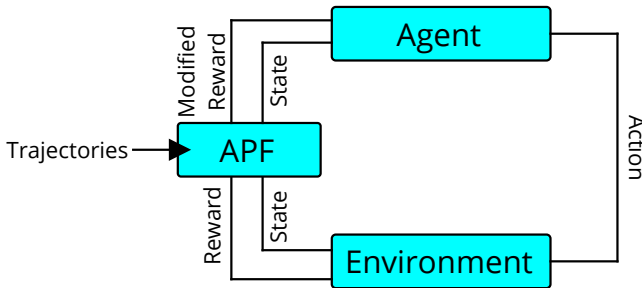 Agent
Modified
Reward
State
Trajectories
APF
Action
Reward
State
Environment